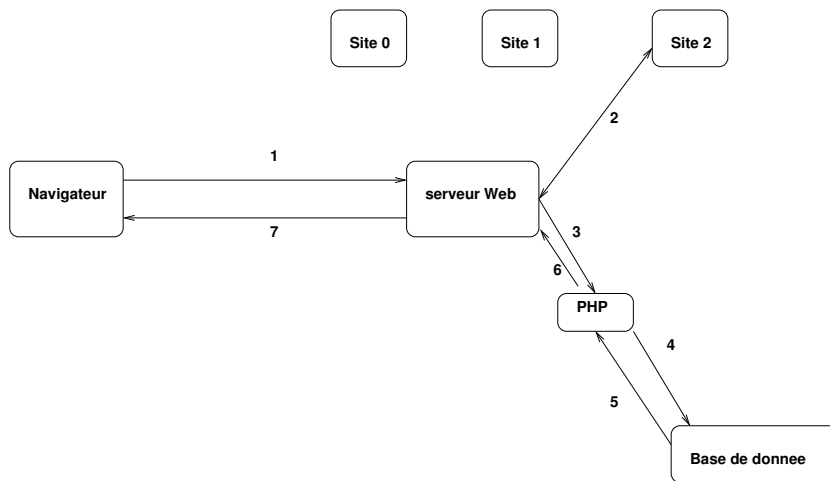 Site 0
Site 1
Site 2
2
1
Navigateur
serveur Web
7
3
6
PHP
4
5
Base de donnee